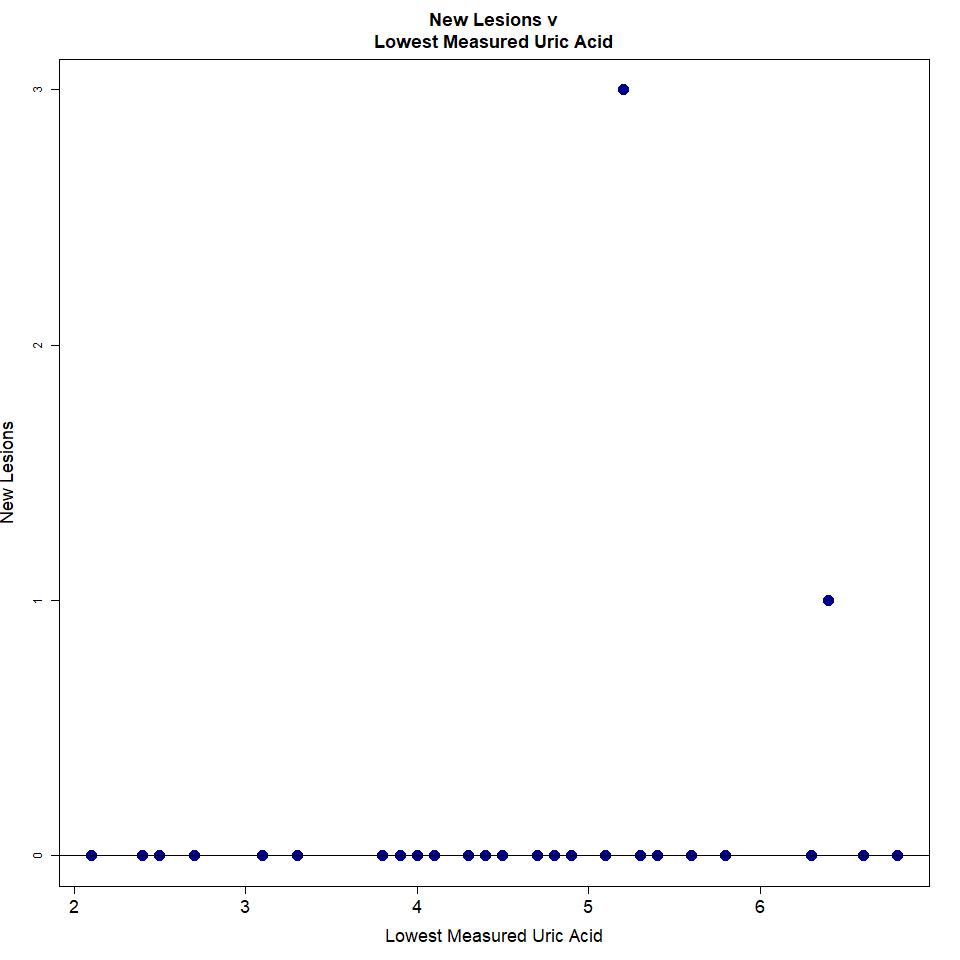 New Lesions v
Lowest Measured Uric Acid
3
2
1
0
New Lesions
2 3 4 5 6
Lowest Measured Uric Acid